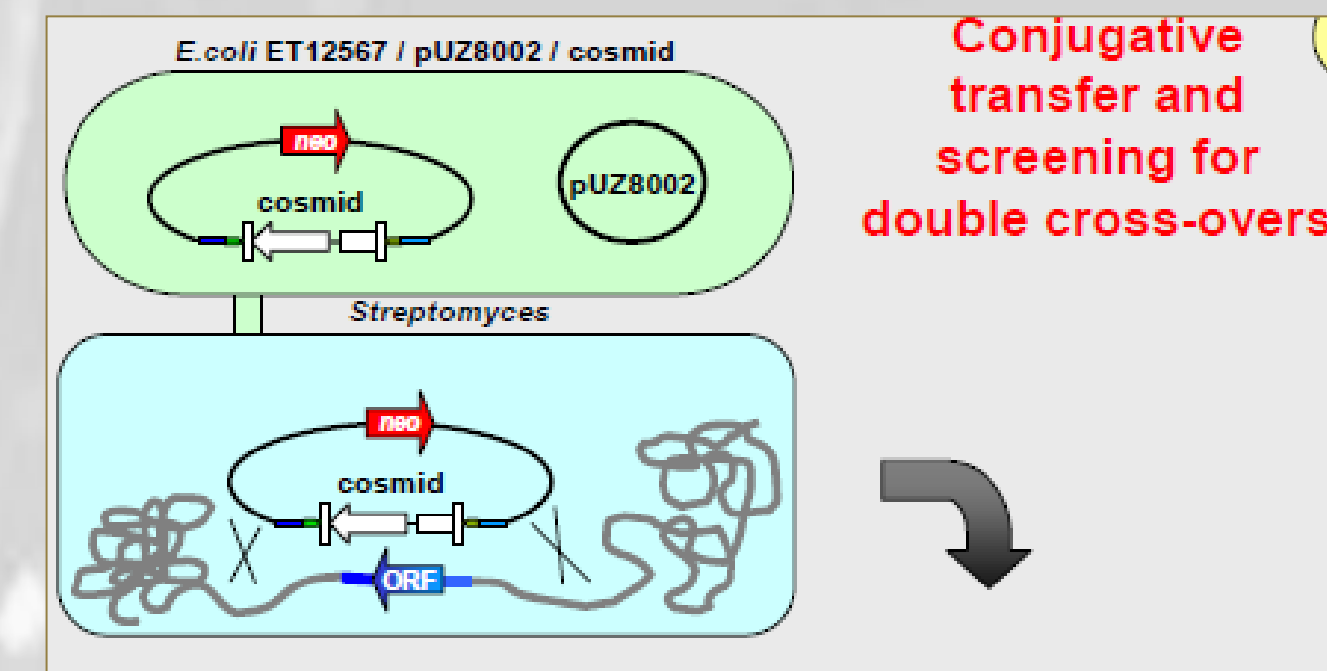 E.coli ET12567 / pUZ8002 / cosmid
Conjugative
transfer and
screening for
double cross-overs
neo
cosmid
pUZ8002
Streptomyces
neo
cosmid
ORF